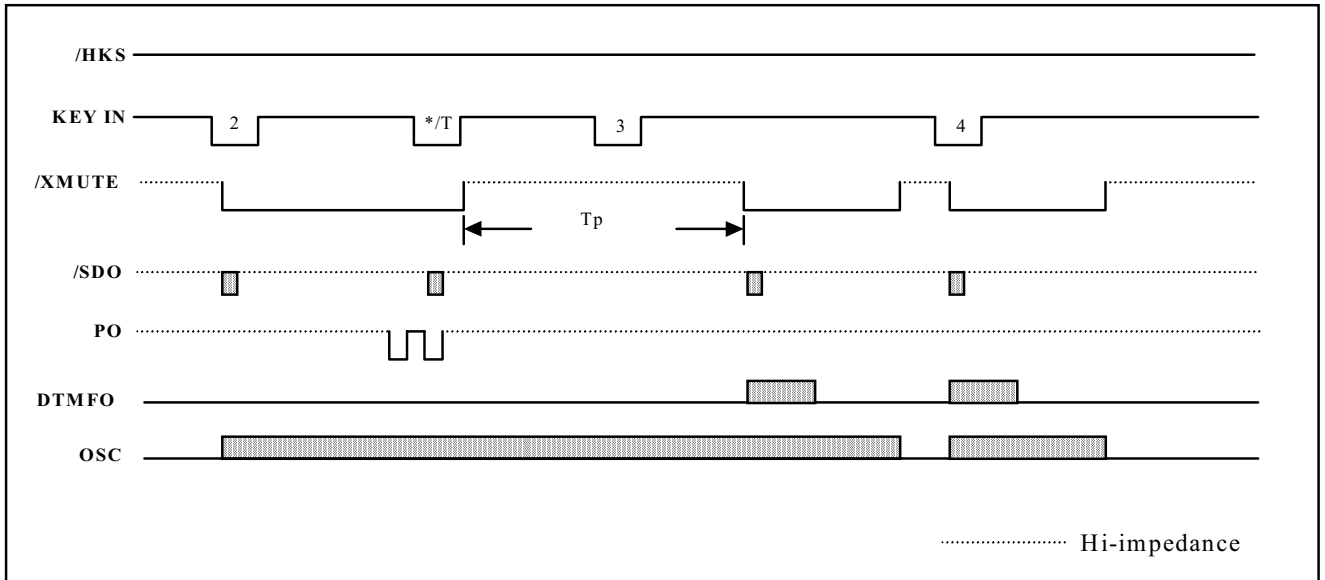 /HKS
KEY IN 2 */T 3 4
/XMUTE
Tp
/SDO
PO
DTMFO
OSC
Hi-impedance